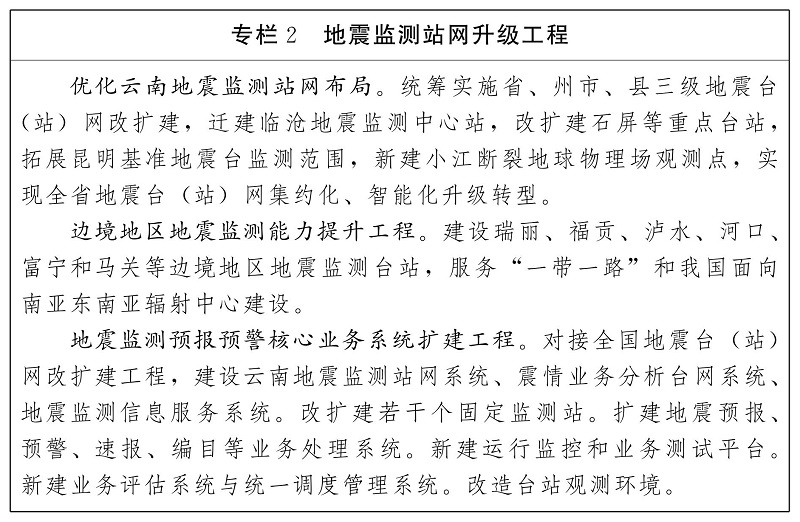 专栏 2　地震监测站网升级工程
优化云南地震监测站网布局。统筹实施省、州市、县三级地震台
（站）网改扩建，迁建临沧地震监测中心站，改扩建石屏等重点台站，
拓展昆明基准地震台监测范围，新建小江断裂地球物理场观测点，实
现全省地震台（站）网集约化、智能化升级转型。
边境地区地震监测能力提升工程。建设瑞丽、福贡、泸水、河口、
富宁和马关等边境地区地震监测台站，服务“一带一路”和我国面向
南亚东南亚辐射中心建设。
地震监测预报预警核心业务系统扩建工程。对接全国地震台（站）
网改扩建工程，建设云南地震监测站网系统、震情业务分析台网系统、
地震监测信息服务系统。改扩建若干个固定监测站。扩建地震预报、
预警、速报、编目等业务处理系统。新建运行监控和业务测试平台。
新建业务评估系统与统一调度管理系统。改造台站观测环境。